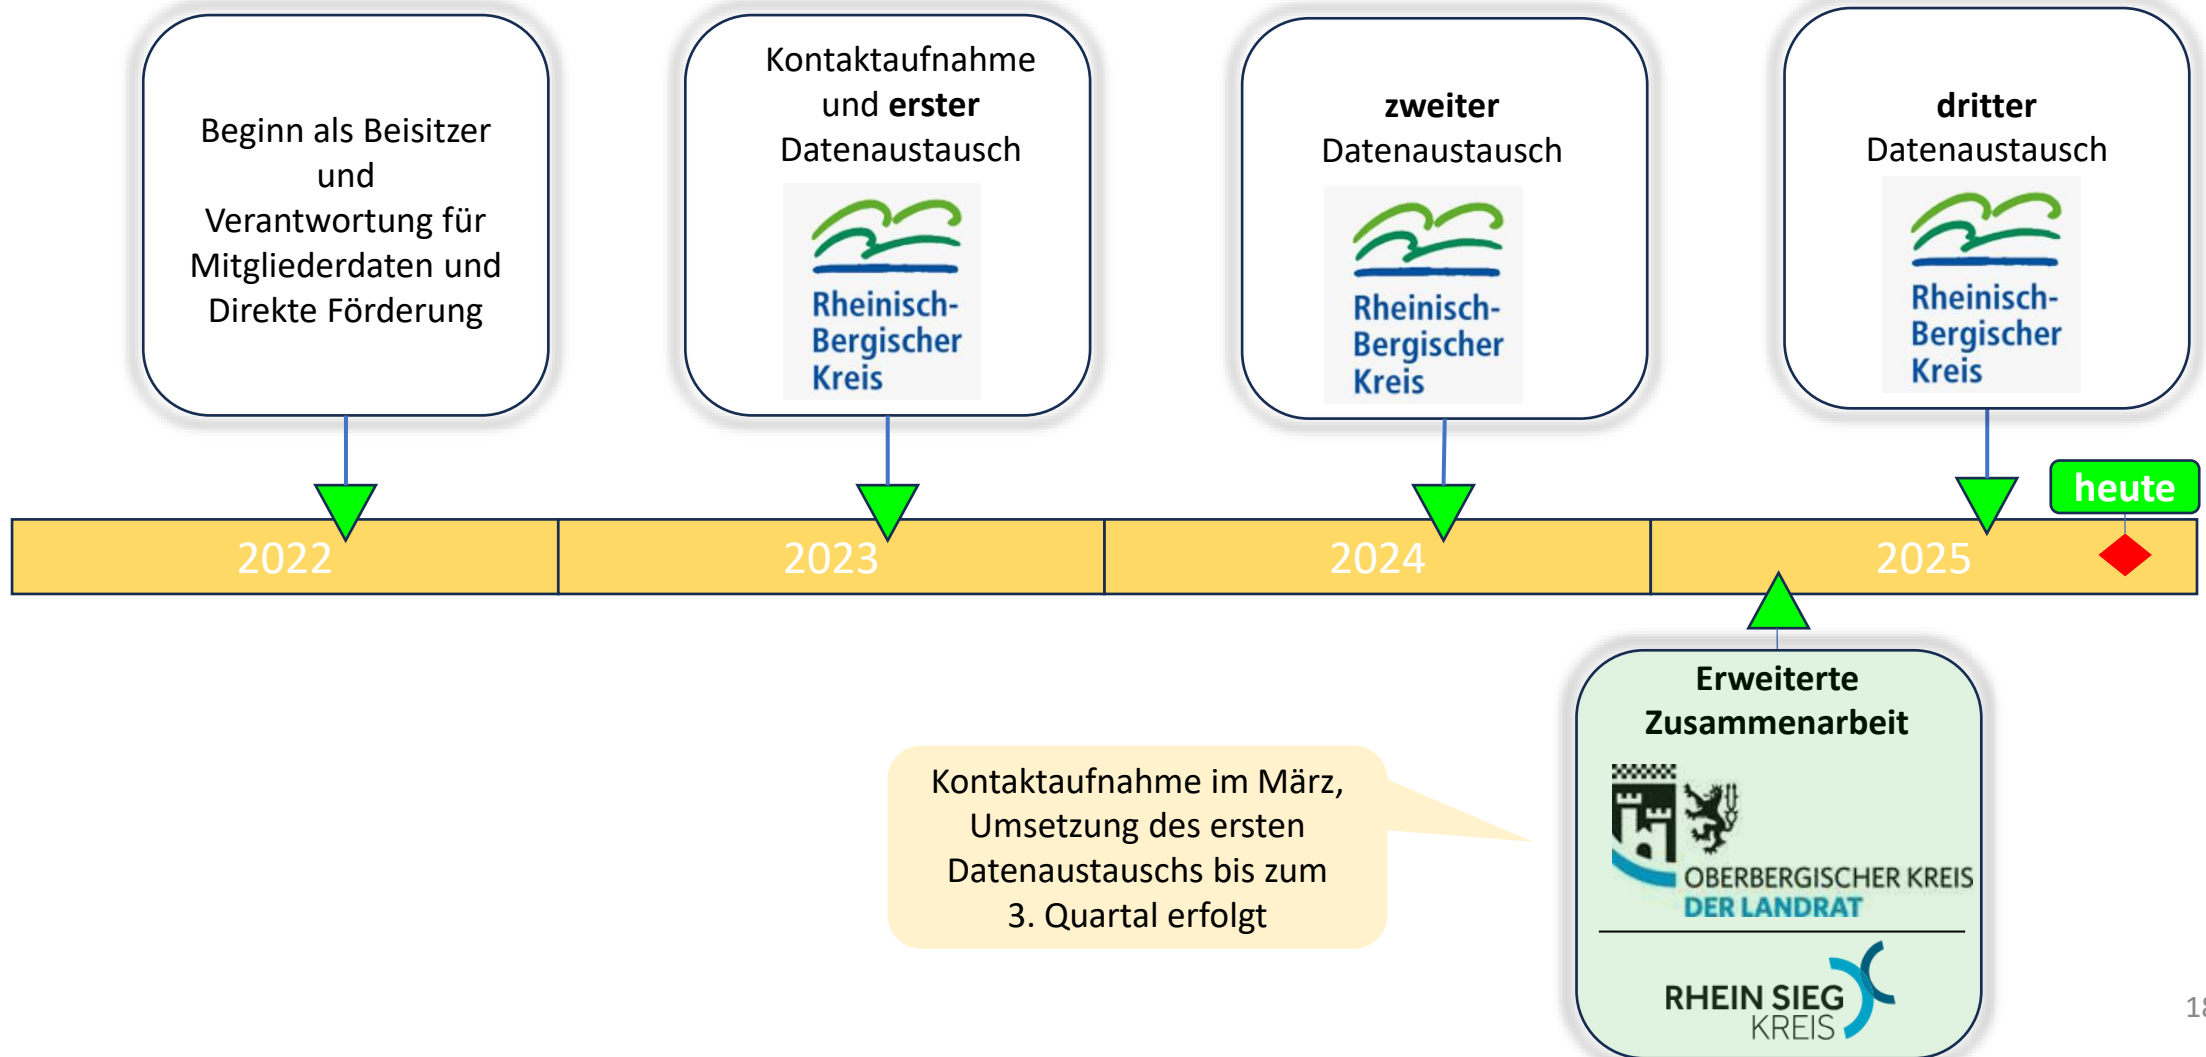 Beginn als Beisitzer
und
Verantwortung für
Mitgliederdaten und
Direkte Förderung
Kontaktaufnahme
und erster
Datenaustausch
Rheinisch-
Bergischer
Kreis
zweiter
Datenaustausch
Rheinisch-
Bergischer
Kreis
dritter
Datenaustausch
Rheinisch-
Bergischer
Kreis
heute
2022
2023
2024
2025
Kontaktaufnahme im März,
Umsetzung des ersten
Datenaustauschs bis zum
3. Quartal erfolgt
Erweiterte
Zusammenarbeit
OBERBERGISCHER KREIS
DER LANDRAT
RHEIN SIEG
KREIS
18